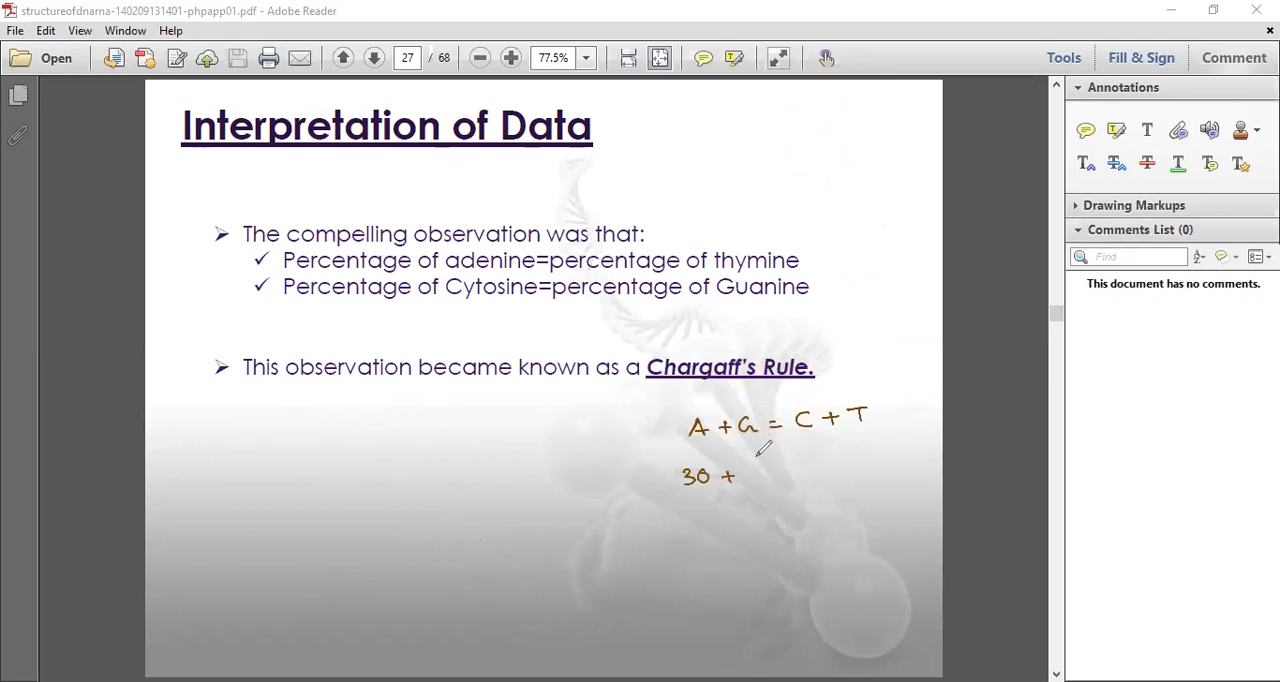 structureofdnarna-140209131401-phpapp01.pdf - Adobe Reader
File Edit View Window Help
Open 27 / 68 77.5% Tools Fill & Sign Comment
Interpretation of Data
The compelling observation was that:
Percentage of adenine=percentage of thymine
Percentage of Cytosine=percentage of Guanine
This observation became known as a Chargaff's Rule.
A + G = C + T
30 +
Annotations
Drawing Markups
Comments List (0)
Find
This document has no comments.